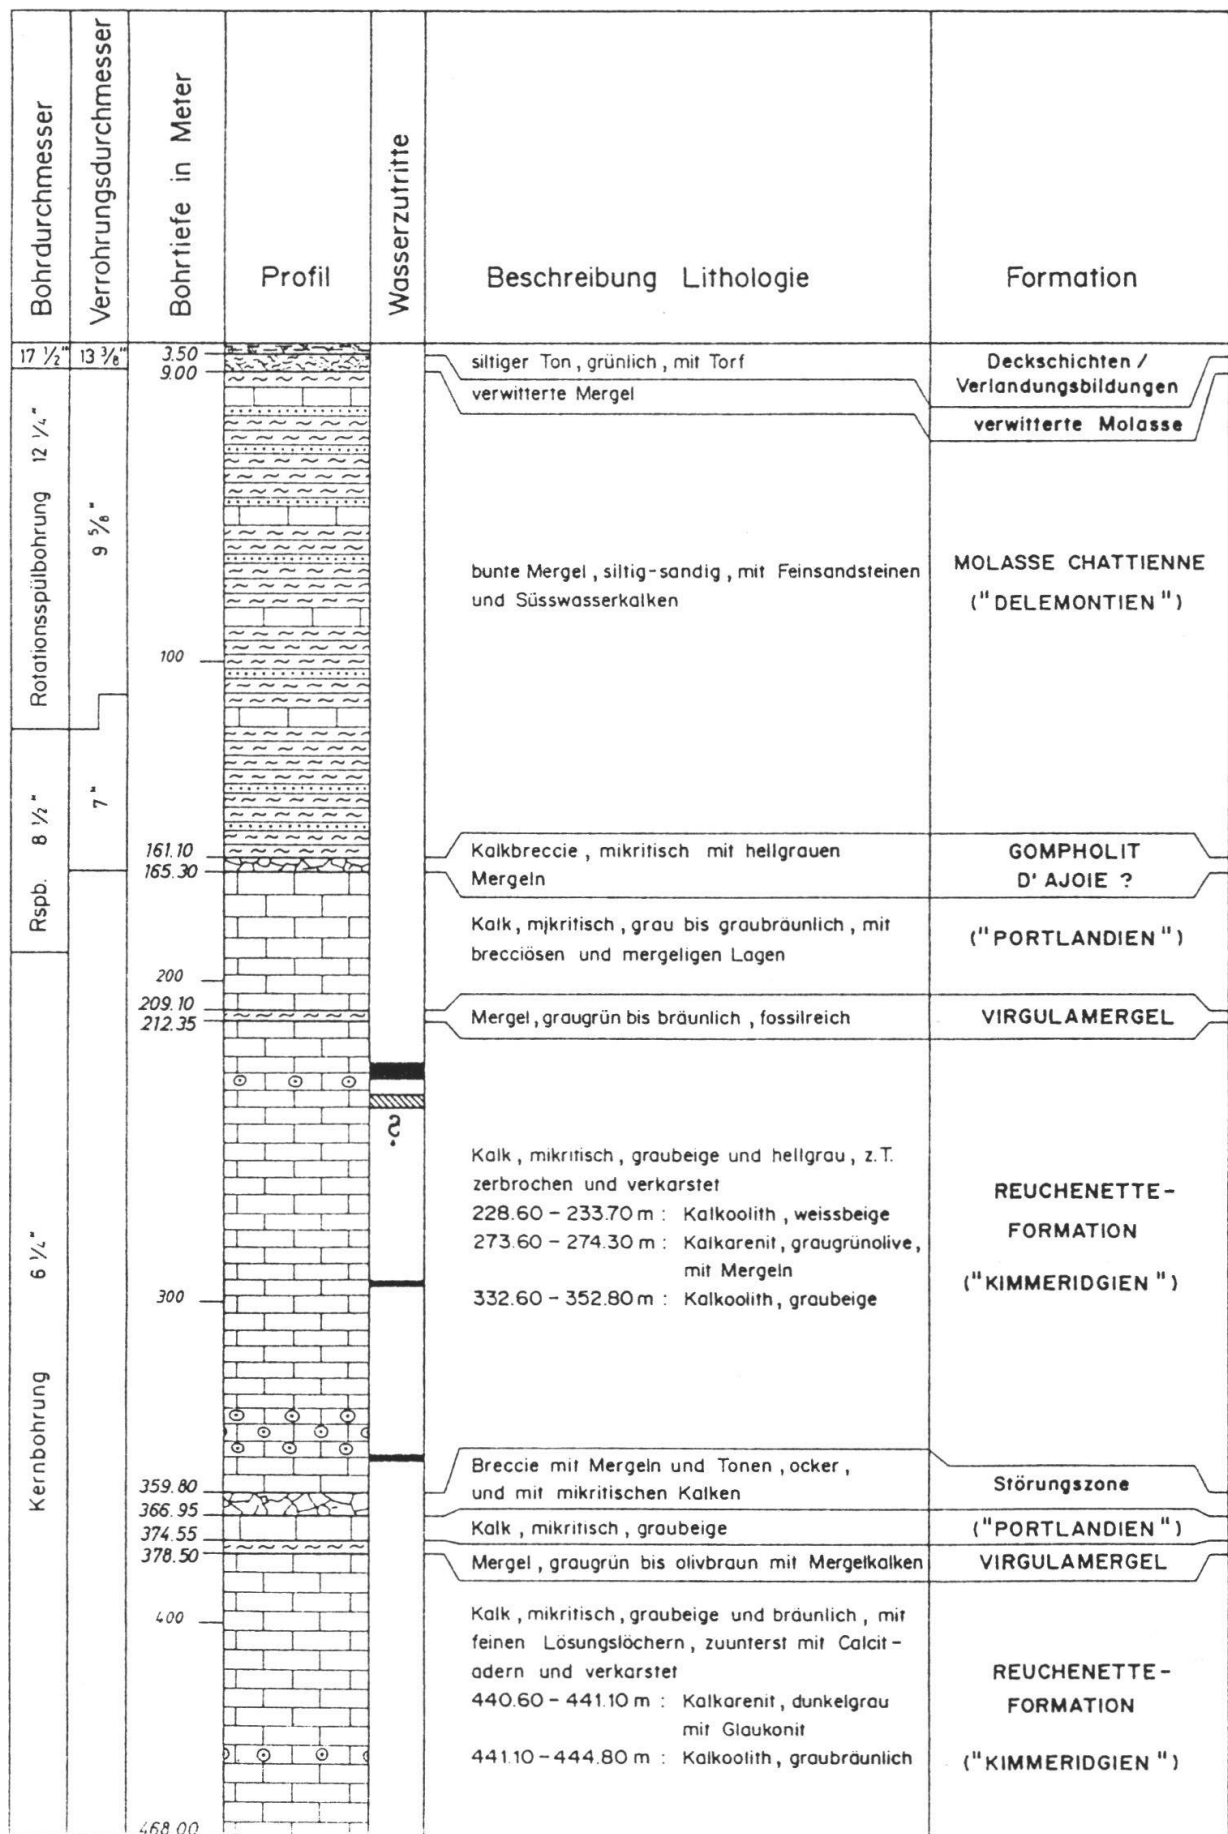 Bohrdurchmesser
Verrohrungsdurchmesser
Bohrtiefe in Meter
Profil
Wasserzutritte
Beschreibung Lithologie
Formation
17 ½"
13 ⅜"
3.50
siltiger Ton, grünlich, mit Torf
Deckschichten /
Verlandungsbildungen
9.00
verwitterte Mergel
verwitterte Molasse
Rotationsspülbohrung 12 ¼"
9 ⅝"
bunte Mergel, siltig-sandig, mit Feinsandsteinen
und Süsswasserkalken
MOLASSE CHATTIENNE
("DELEMONTIEN")
100
Rspb. 8 ½"
7"
161.10
Kalkbreccie, mikritisch mit hellgrauen
Mergeln
GOMPHOLIT
D'AJOIE ?
165.30
Kalk, mikritisch, grau bis graubräunlich, mit
brecciösen und mergeligen Lagen
("PORTLANDIEN")
200
209.10
Mergel, graugrün bis bräunlich, fossilreich
VIRGULAMERGEL
212.35
?
Kernbohrung 6 ¼"
Kalk, mikritisch, graubeige und hellgrau, z.T.
zerbrochen und verkarstet
228.60 – 233.70 m : Kalkoolith, weissbeige
273.60 – 274.30 m : Kalkarenit, graugrünolive,
mit Mergeln
332.60 – 352.80 m : Kalkoolith, graubeige
REUCHENETTE-
FORMATION
("KIMMERIDGIEN")
300
359.80
Breccie mit Mergeln und Tonen, ocker,
und mit mikritischen Kalken
Störungszone
366.95
Kalk, mikritisch, graubeige
("PORTLANDIEN")
374.55
Mergel, graugrün bis olivbraun mit Mergelkalken
VIRGULAMERGEL
378.50
400
Kalk, mikritisch, graubeige und bräunlich, mit
feinen Lösungslöchern, zuunterst mit Calcit-
adern und verkarstet
440.60 – 441.10 m : Kalkarenit, dunkelgrau
mit Glaukonit
441.10 – 444.80 m : Kalkoolith, graubräunlich
REUCHENETTE-
FORMATION
("KIMMERIDGIEN")
468.00